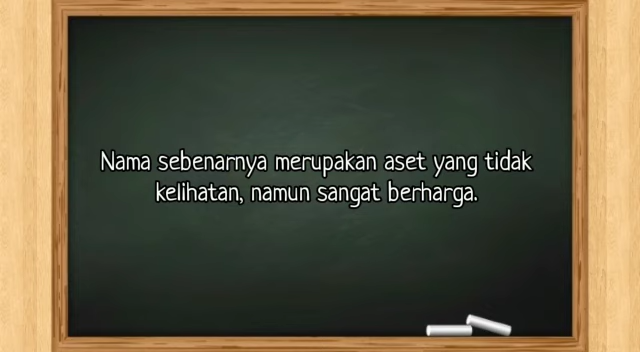 Nama sebenarnya merupakan aset yang tidak
kelihatan, namun sangat berharga.